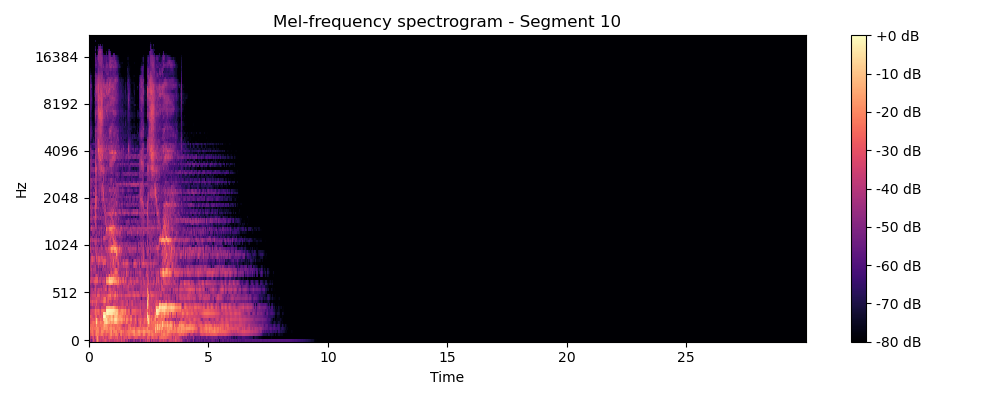 Mel-frequency spectrogram - Segment 10
16384
8192
4096
2048
1024
512
0
Hz
0
5
10
15
20
25
Time
+0 dB
-10 dB
-20 dB
-30 dB
-40 dB
-50 dB
-60 dB
-70 dB
-80 dB